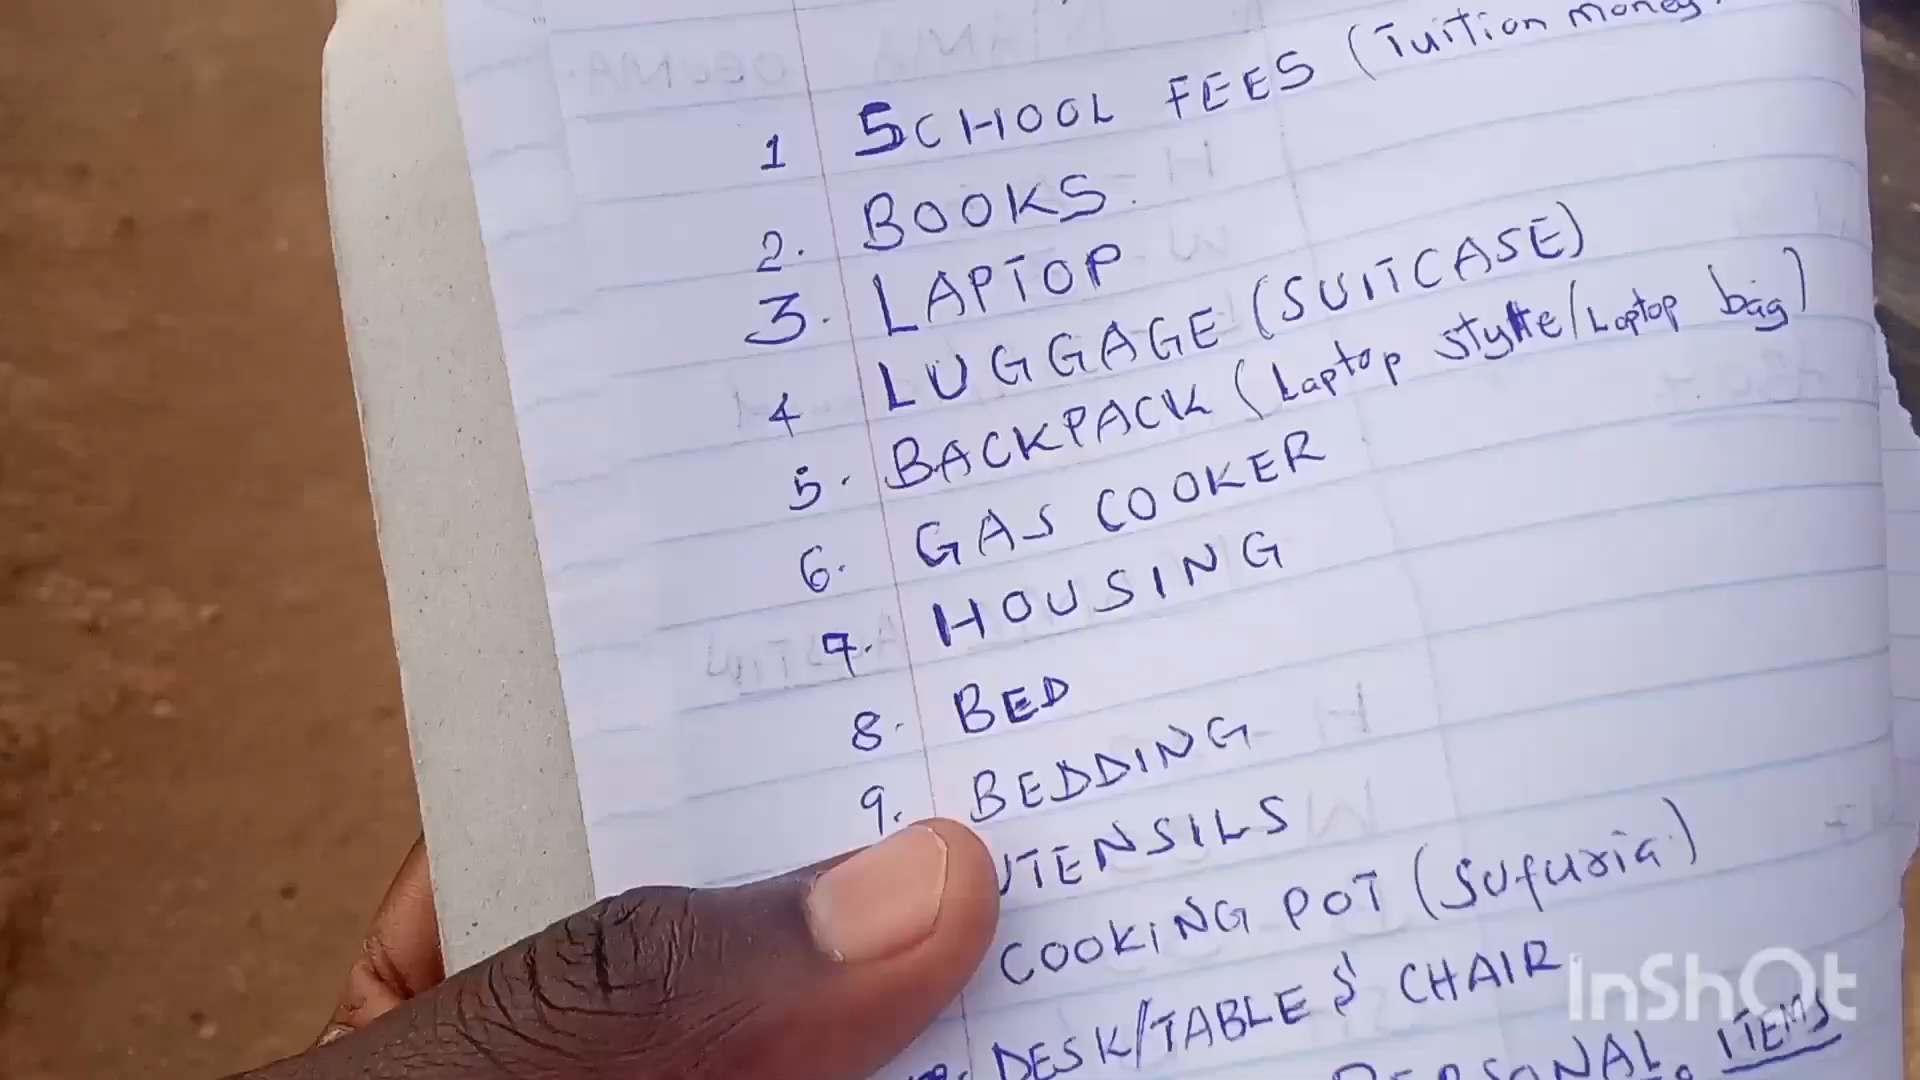 1 SCHOOL FEES (Tuition money)
2. BOOKS.
3. LAPTOP
4 LUGGAGE (SUITCASE)
5. BACKPACK (Laptop style/Laptop bag)
6. GAS COOKER
7. HOUSING
8. BED
9. BEDDING
UTENSILS
COOKING POT (Sufuria)
DESK/TABLE & CHAIR
PERSONAL ITEMS
InShOt